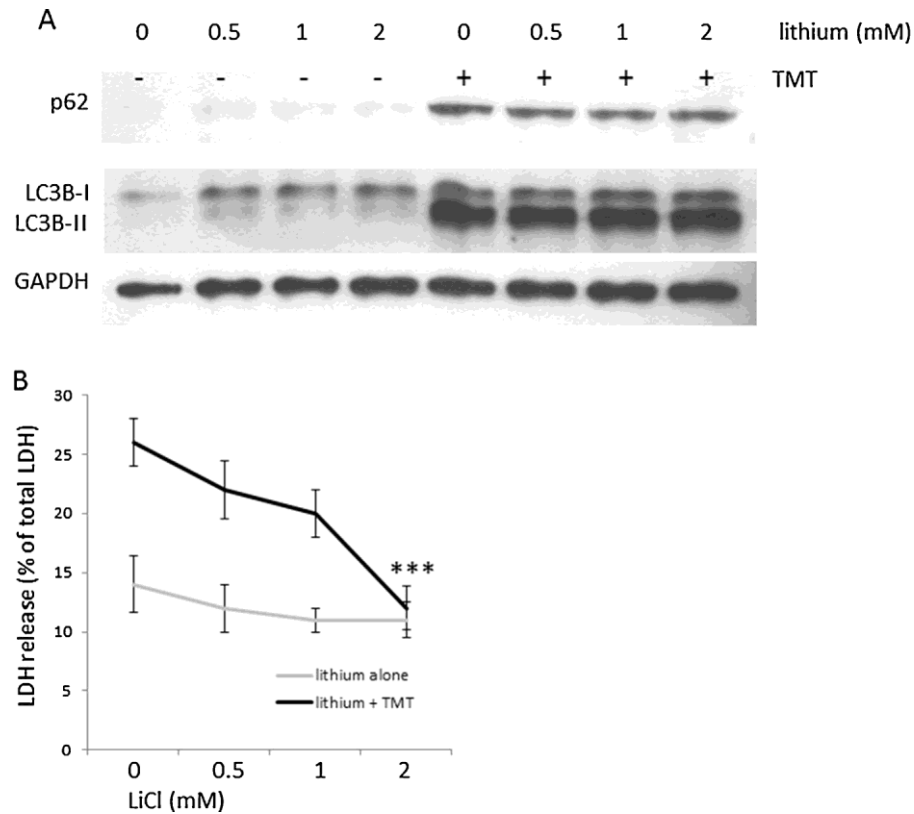 A
0 0.5 1 2 0 0.5 1 2 lithium (mM)
- - - - + + + + TMT
p62
LC3B-I
LC3B-II
GAPDH
B
30
25
20
15
10
5
0
LDH release (% of total LDH)
***
lithium alone
lithium + TMT
0 0.5 1 2
LiCl (mM)